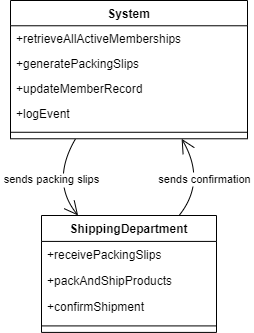 System
+retrieveAllActiveMemberships
+generatePackingSlips
+updateMemberRecord
+logEvent
sends packing slips
sends confirmation
ShippingDepartment
+receivePackingSlips
+packAndShipProducts
+confirmShipment